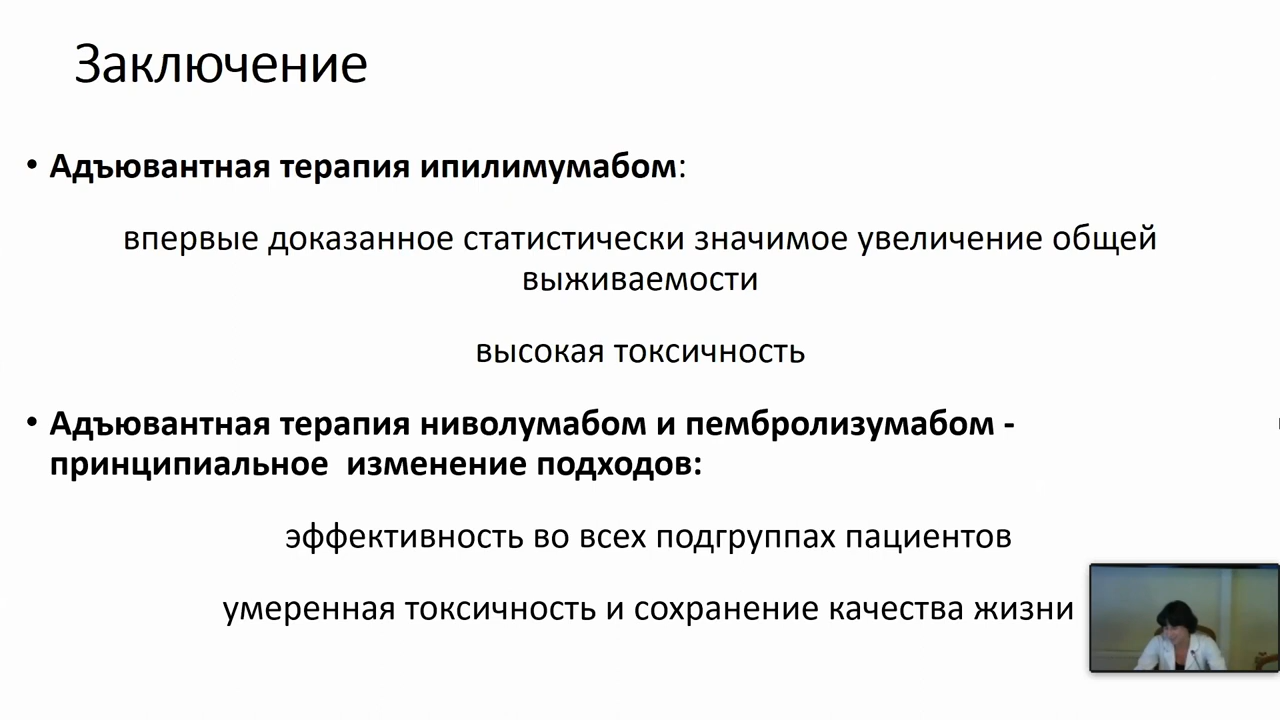 Заключение
• Адъювантная терапия ипилимумабом:
впервые доказанное статистически значимое увеличение общей
выживаемости
высокая токсичность
• Адъювантная терапия ниволумабом и пембролизумабом -
принципиальное  изменение подходов:
эффективность во всех подгруппах пациентов
умеренная токсичность и сохранение качества жизни